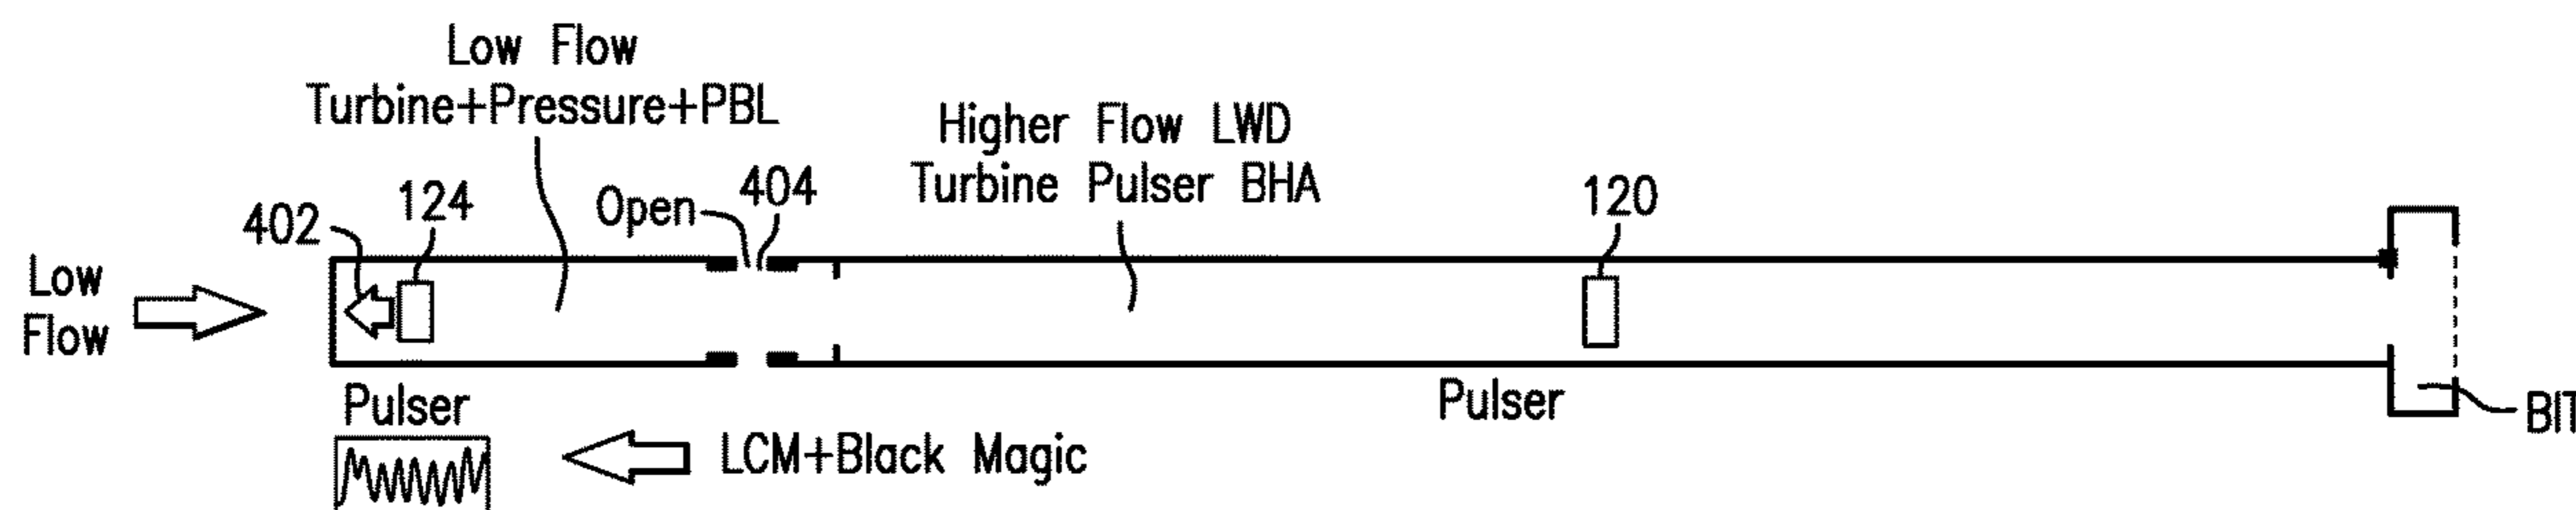 Low Flow
Turbine+Pressure+PBL
Higher Flow LWD
Turbine Pulser BHA
402
124
Open
404
120
Low
Flow
Pulser
Pulser
BIT
LCM+Black Magic